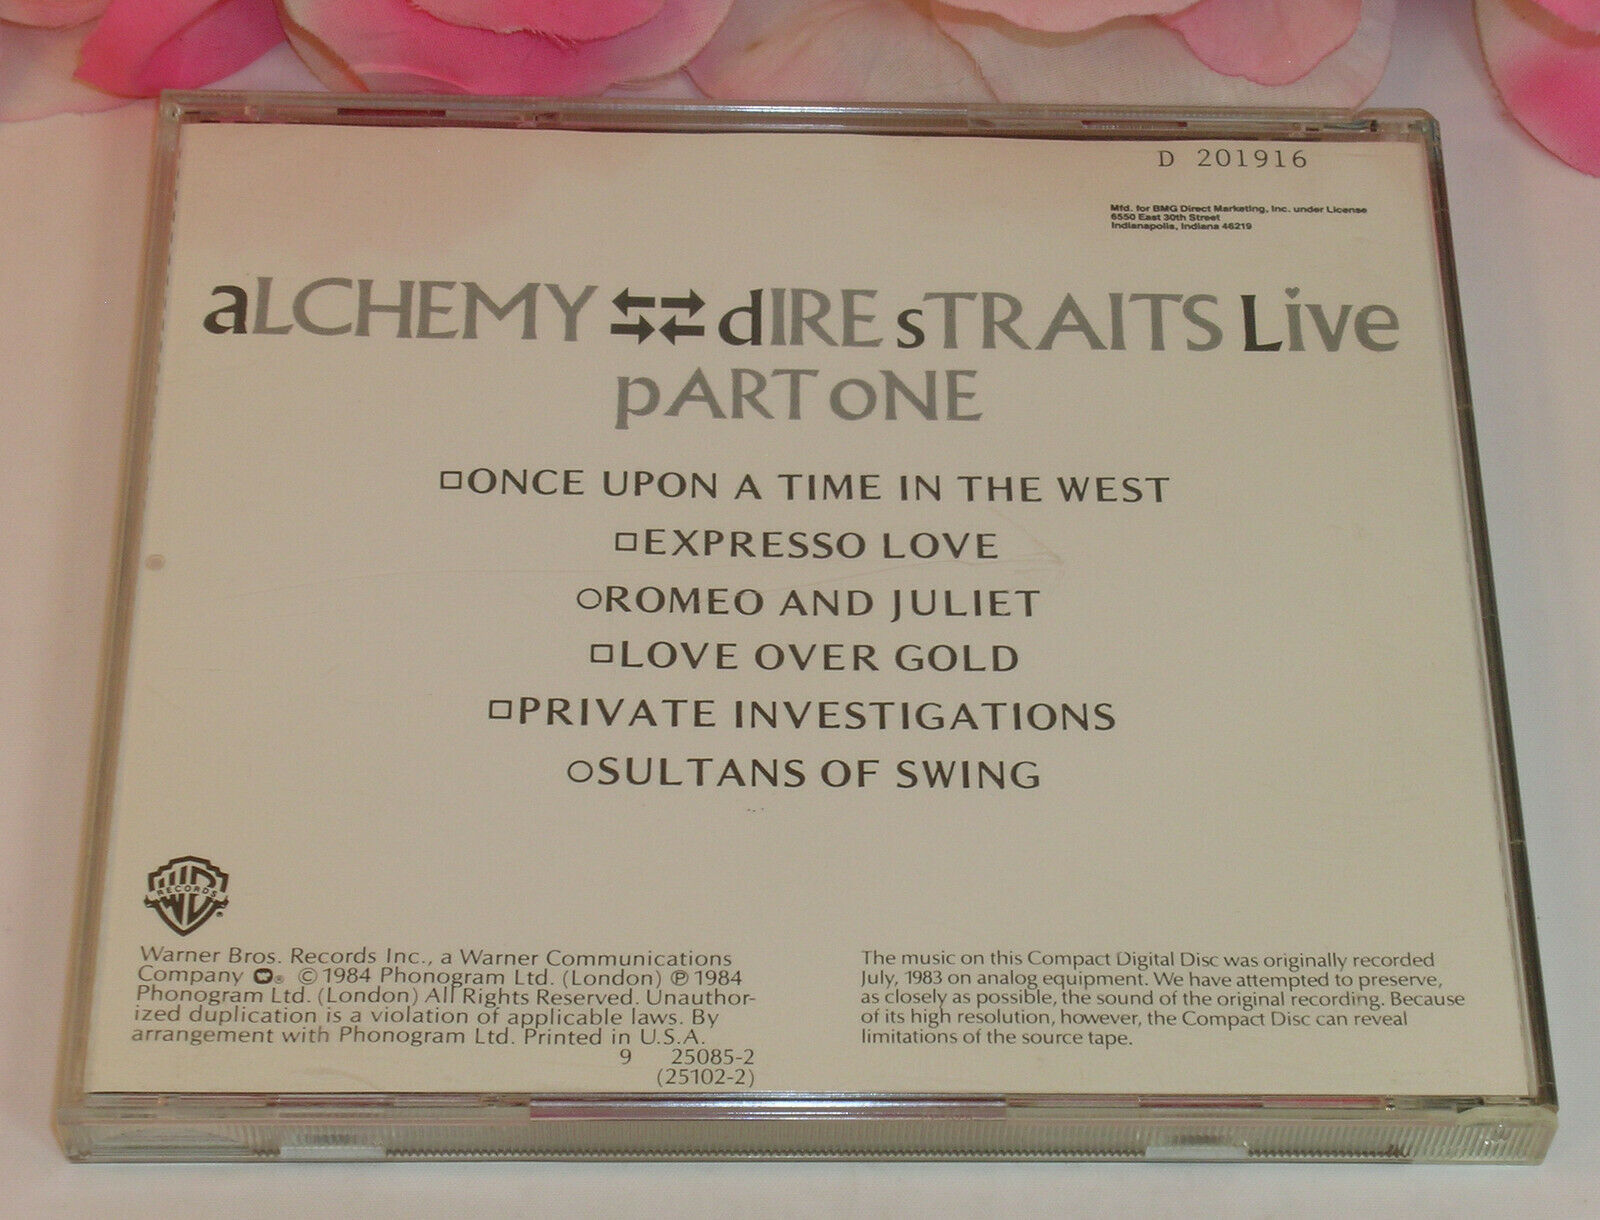 D 201916
Mfd. for BMG Direct Marketing, Inc. under License
6550 East 30th Street
Indianapolis, Indiana 46219
aLCHEMY dIRE sTRAITS Live
pART oNE
ONCE UPON A TIME IN THE WEST
EXPRESSO LOVE
ROMEO AND JULIET
LOVE OVER GOLD
PRIVATE INVESTIGATIONS
SULTANS OF SWING
WB
RECORDS
Warner Bros. Records Inc., a Warner Communications
Company ® © 1984 Phonogram Ltd. (London) ℗ 1984
Phonogram Ltd. (London) All Rights Reserved. Unauthor-
ized duplication is a violation of applicable laws. By
arrangement with Phonogram Ltd. Printed in U.S.A.
9 25085-2
(25102-2)
The music on this Compact Digital Disc was originally recorded
July, 1983 on analog equipment. We have attempted to preserve,
as closely as possible, the sound of the original recording. Because
of its high resolution, however, the Compact Disc can reveal
limitations of the source tape.